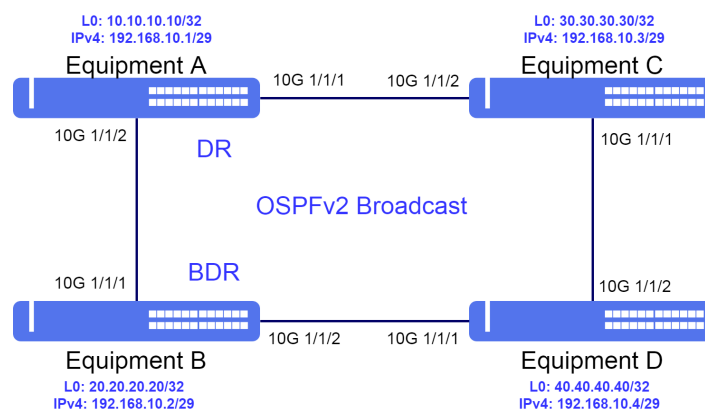 L0: 10.10.10.10/32
IPv4: 192.168.10.1/29
Equipment A
L0: 30.30.30.30/32
IPv4: 192.168.10.3/29
Equipment C
10G 1/1/1
10G 1/1/2
10G 1/1/2
DR
10G 1/1/1
OSPFv2 Broadcast
BDR
10G 1/1/1
10G 1/1/2
10G 1/1/2
10G 1/1/1
Equipment B
L0: 20.20.20.20/32
IPv4: 192.168.10.2/29
Equipment D
L0: 40.40.40.40/32
IPv4: 192.168.10.4/29